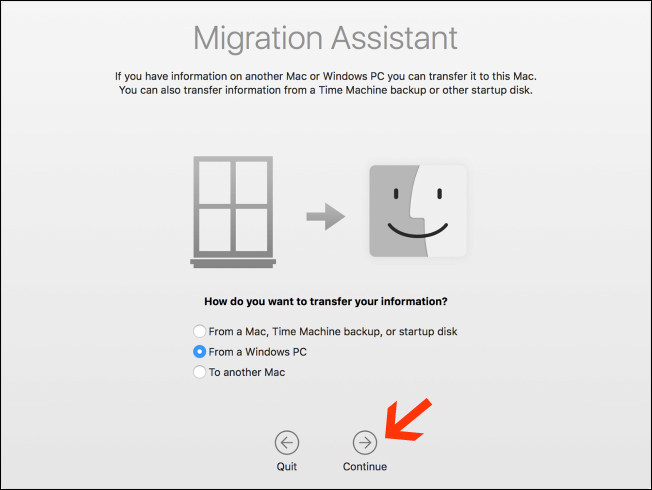 Migration Assistant
If you have information on another Mac or Windows PC you can transfer it to this Mac.
You can also transfer information from a Time Machine backup or other startup disk.
How do you want to transfer your information?
From a Mac, Time Machine backup, or startup disk
From a Windows PC
To another Mac
Quit
Continue